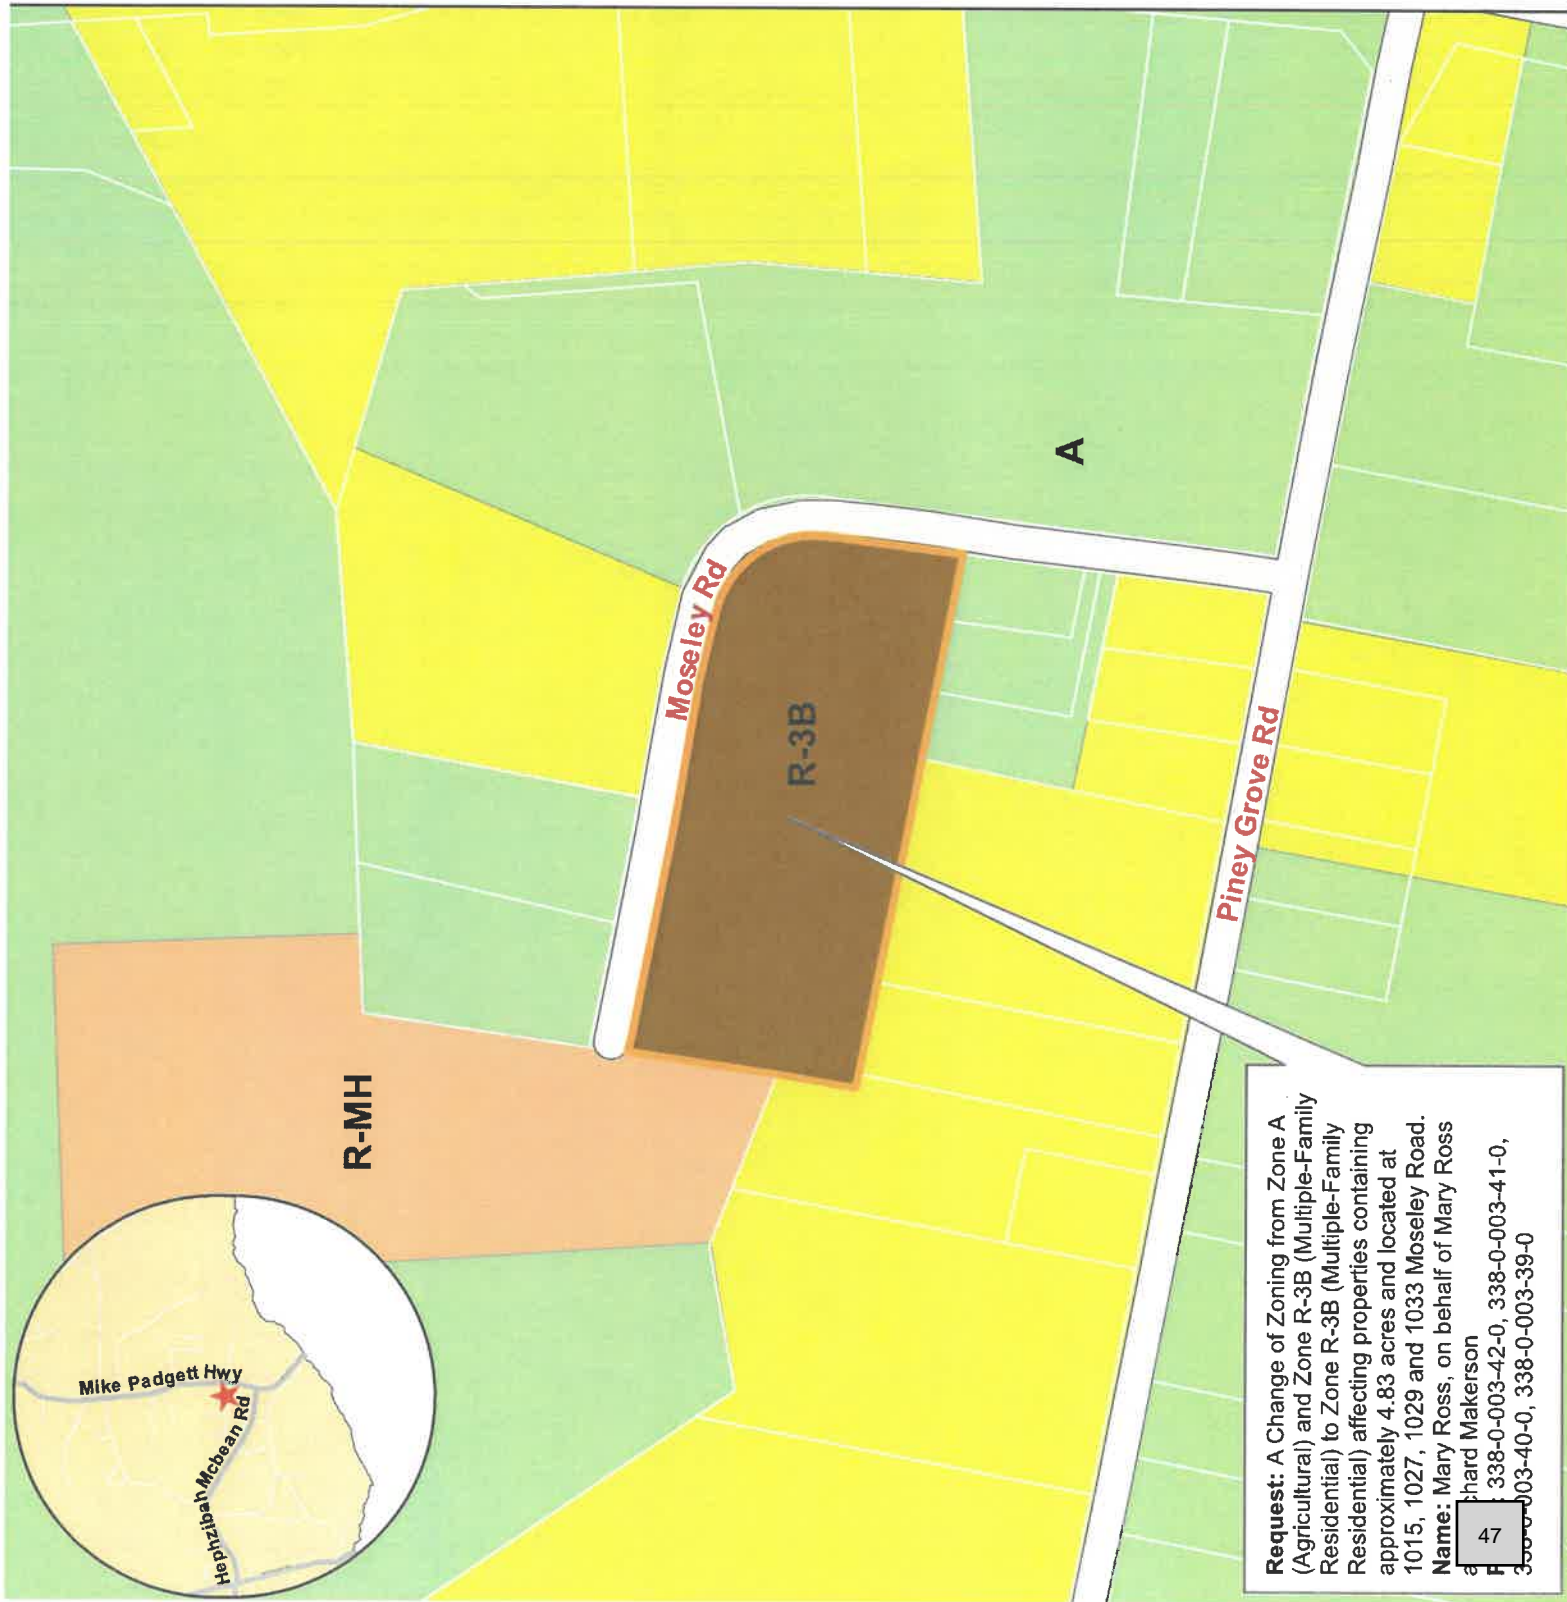 Mike Padgett Hwy
Hephzibah Mcbean Rd
R-MH
Moseley Rd
R-3B
A
Piney Grove Rd
Request: A Change of Zoning from Zone A
(Agricultural) and Zone R-3B (Multiple-Family
Residential) to Zone R-3B (Multiple-Family
Residential) affecting properties containing
approximately 4.83 acres and located at
1015, 1027, 1029 and 1033 Moseley Road.
Name: Mary Ross, on behalf of Mary Ross
a chard Makerson
: 338-0-003-42-0, 338-0-003-41-0,
338-0-003-40-0, 338-0-003-39-0
47